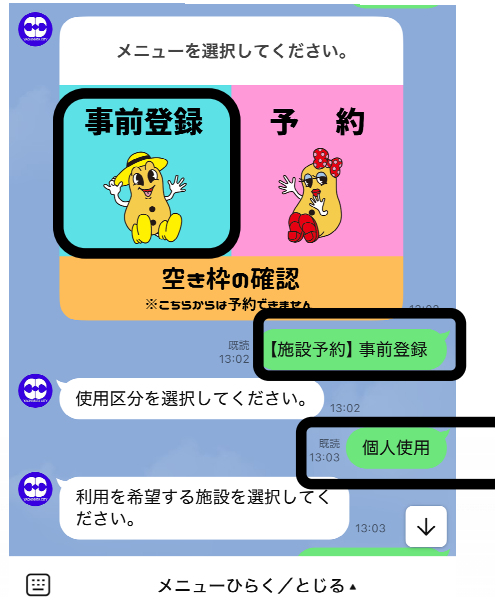 メニューを選択してください。
事前登録
予 約
空き枠の確認
※こちらからは予約できません
既読
13:02
【施設予約】事前登録
使用区分を選択してください。
13:02
既読
13:03
個人使用
利用を希望する施設を選択してく
ださい。
13:03
メニューひらく/とじる▲